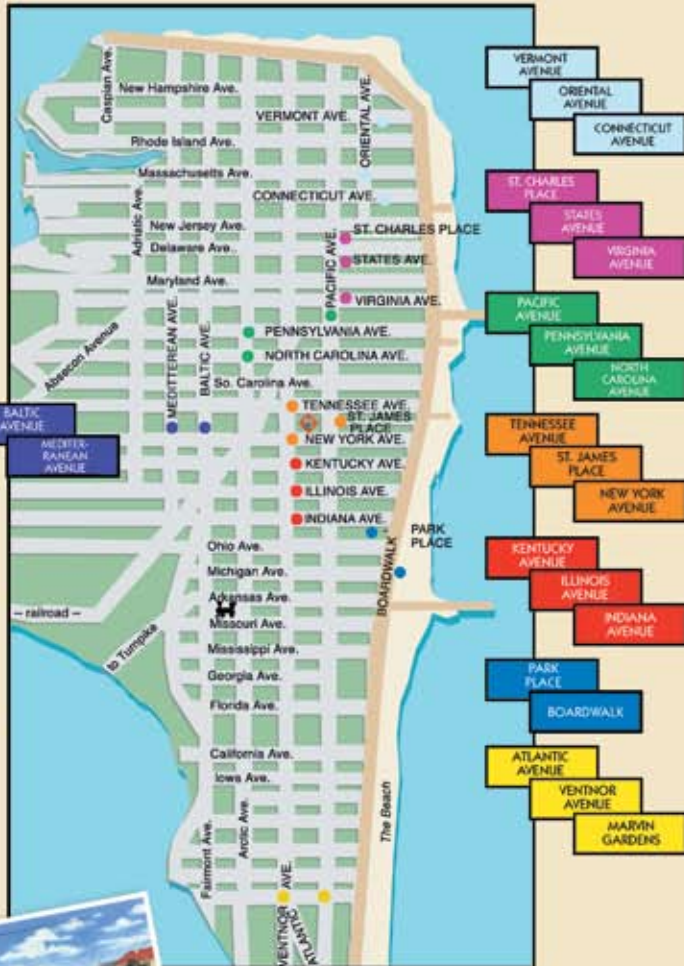 Caspian Ave.
New Hampshire Ave.
VERMONT AVE.
ORIENTAL AVE.
Rhode Island Ave.
Massachusetts Ave.
CONNECTICUT AVE.
Adriatic Ave.
New Jersey Ave.
ST. CHARLES PLACE
Delaware Ave.
STATES AVE.
PACIFIC AVE.
Maryland Ave.
VIRGINIA AVE.
Absecon Avenue
MEDITTEREAN AVE.
BALTIC AVE.
PENNSYLVANIA AVE.
NORTH CAROLINA AVE.
So. Carolina Ave.
TENNESSEE AVE.
ST. JAMES
PLACE
NEW YORK AVE.
KENTUCKY AVE.
ILLINOIS AVE.
INDIANA AVE.
PARK
PLACE
Ohio Ave.
BOARDWALK
Michigan Ave.
Arkansas Ave.
– railroad –
Missouri Ave.
to Turnpike
Mississippi Ave.
Georgia Ave.
Florida Ave.
California Ave.
Iowa Ave.
The Beach
Fairmont Ave.
Arctic Ave.
VENTNOR AVE.
ATLANTIC
BALTIC
AVENUE
MEDITER-
RANEAN
AVENUE
VERMONT
AVENUE
ORIENTAL
AVENUE
CONNECTICUT
AVENUE
ST. CHARLES
PLACE
STATES
AVENUE
VIRGINIA
AVENUE
PACIFIC
AVENUE
PENNSYLVANIA
AVENUE
NORTH
CAROLINA
AVENUE
TENNESSEE
AVENUE
ST. JAMES
PLACE
NEW YORK
AVENUE
KENTUCKY
AVENUE
ILLINOIS
AVENUE
INDIANA
AVENUE
PARK
PLACE
BOARDWALK
ATLANTIC
AVENUE
VENTNOR
AVENUE
MARVIN
GARDENS